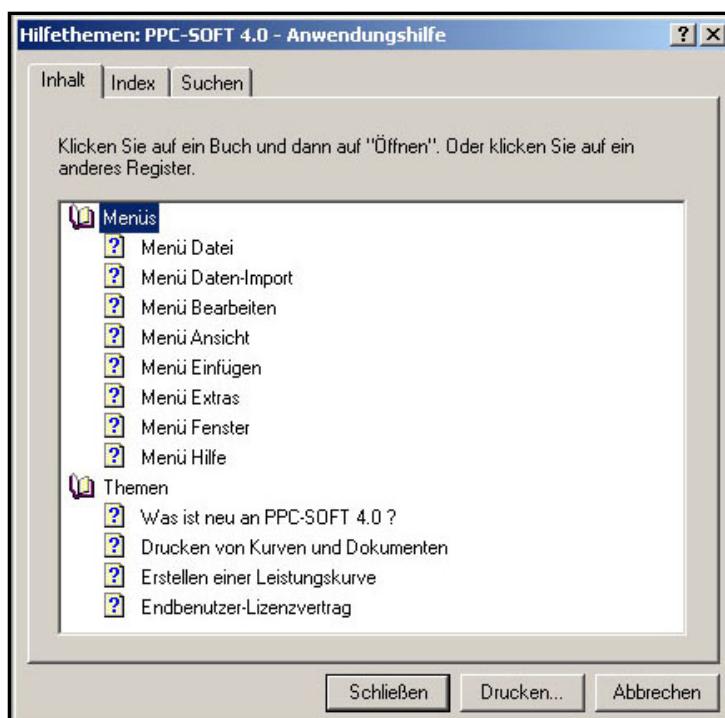 Hilfethemen: PPC-SOFT 4.0 - Anwendungshilfe
Inhalt Index Suchen
Klicken Sie auf ein Buch und dann auf "Öffnen". Oder klicken Sie auf ein
anderes Register.
Menüs
Menü Datei
Menü Daten-Import
Menü Bearbeiten
Menü Ansicht
Menü Einfügen
Menü Extras
Menü Fenster
Menü Hilfe
Themen
Was ist neu an PPC-SOFT 4.0 ?
Drucken von Kurven und Dokumenten
Erstellen einer Leistungskurve
Endbenutzer-Lizenzvertrag
Schließen Drucken... Abbrechen